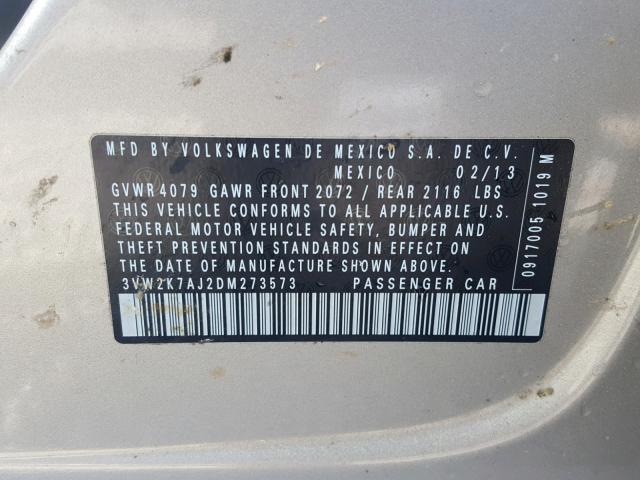 MFD BY VOLKSWAGEN DE MEXICO S.A. DE C.V.
MEXICO 02/13
GVWR 4079 GAWR FRONT 2072 / REAR 2116 LBS
THIS VEHICLE CONFORMS TO ALL APPLICABLE U.S.
FEDERAL MOTOR VEHICLE SAFETY, BUMPER AND
THEFT PREVENTION STANDARDS IN EFFECT ON
THE DATE OF MANUFACTURE SHOWN ABOVE.
3VW2K7AJ2DM273573 PASSENGER CAR
0917005 1019 M